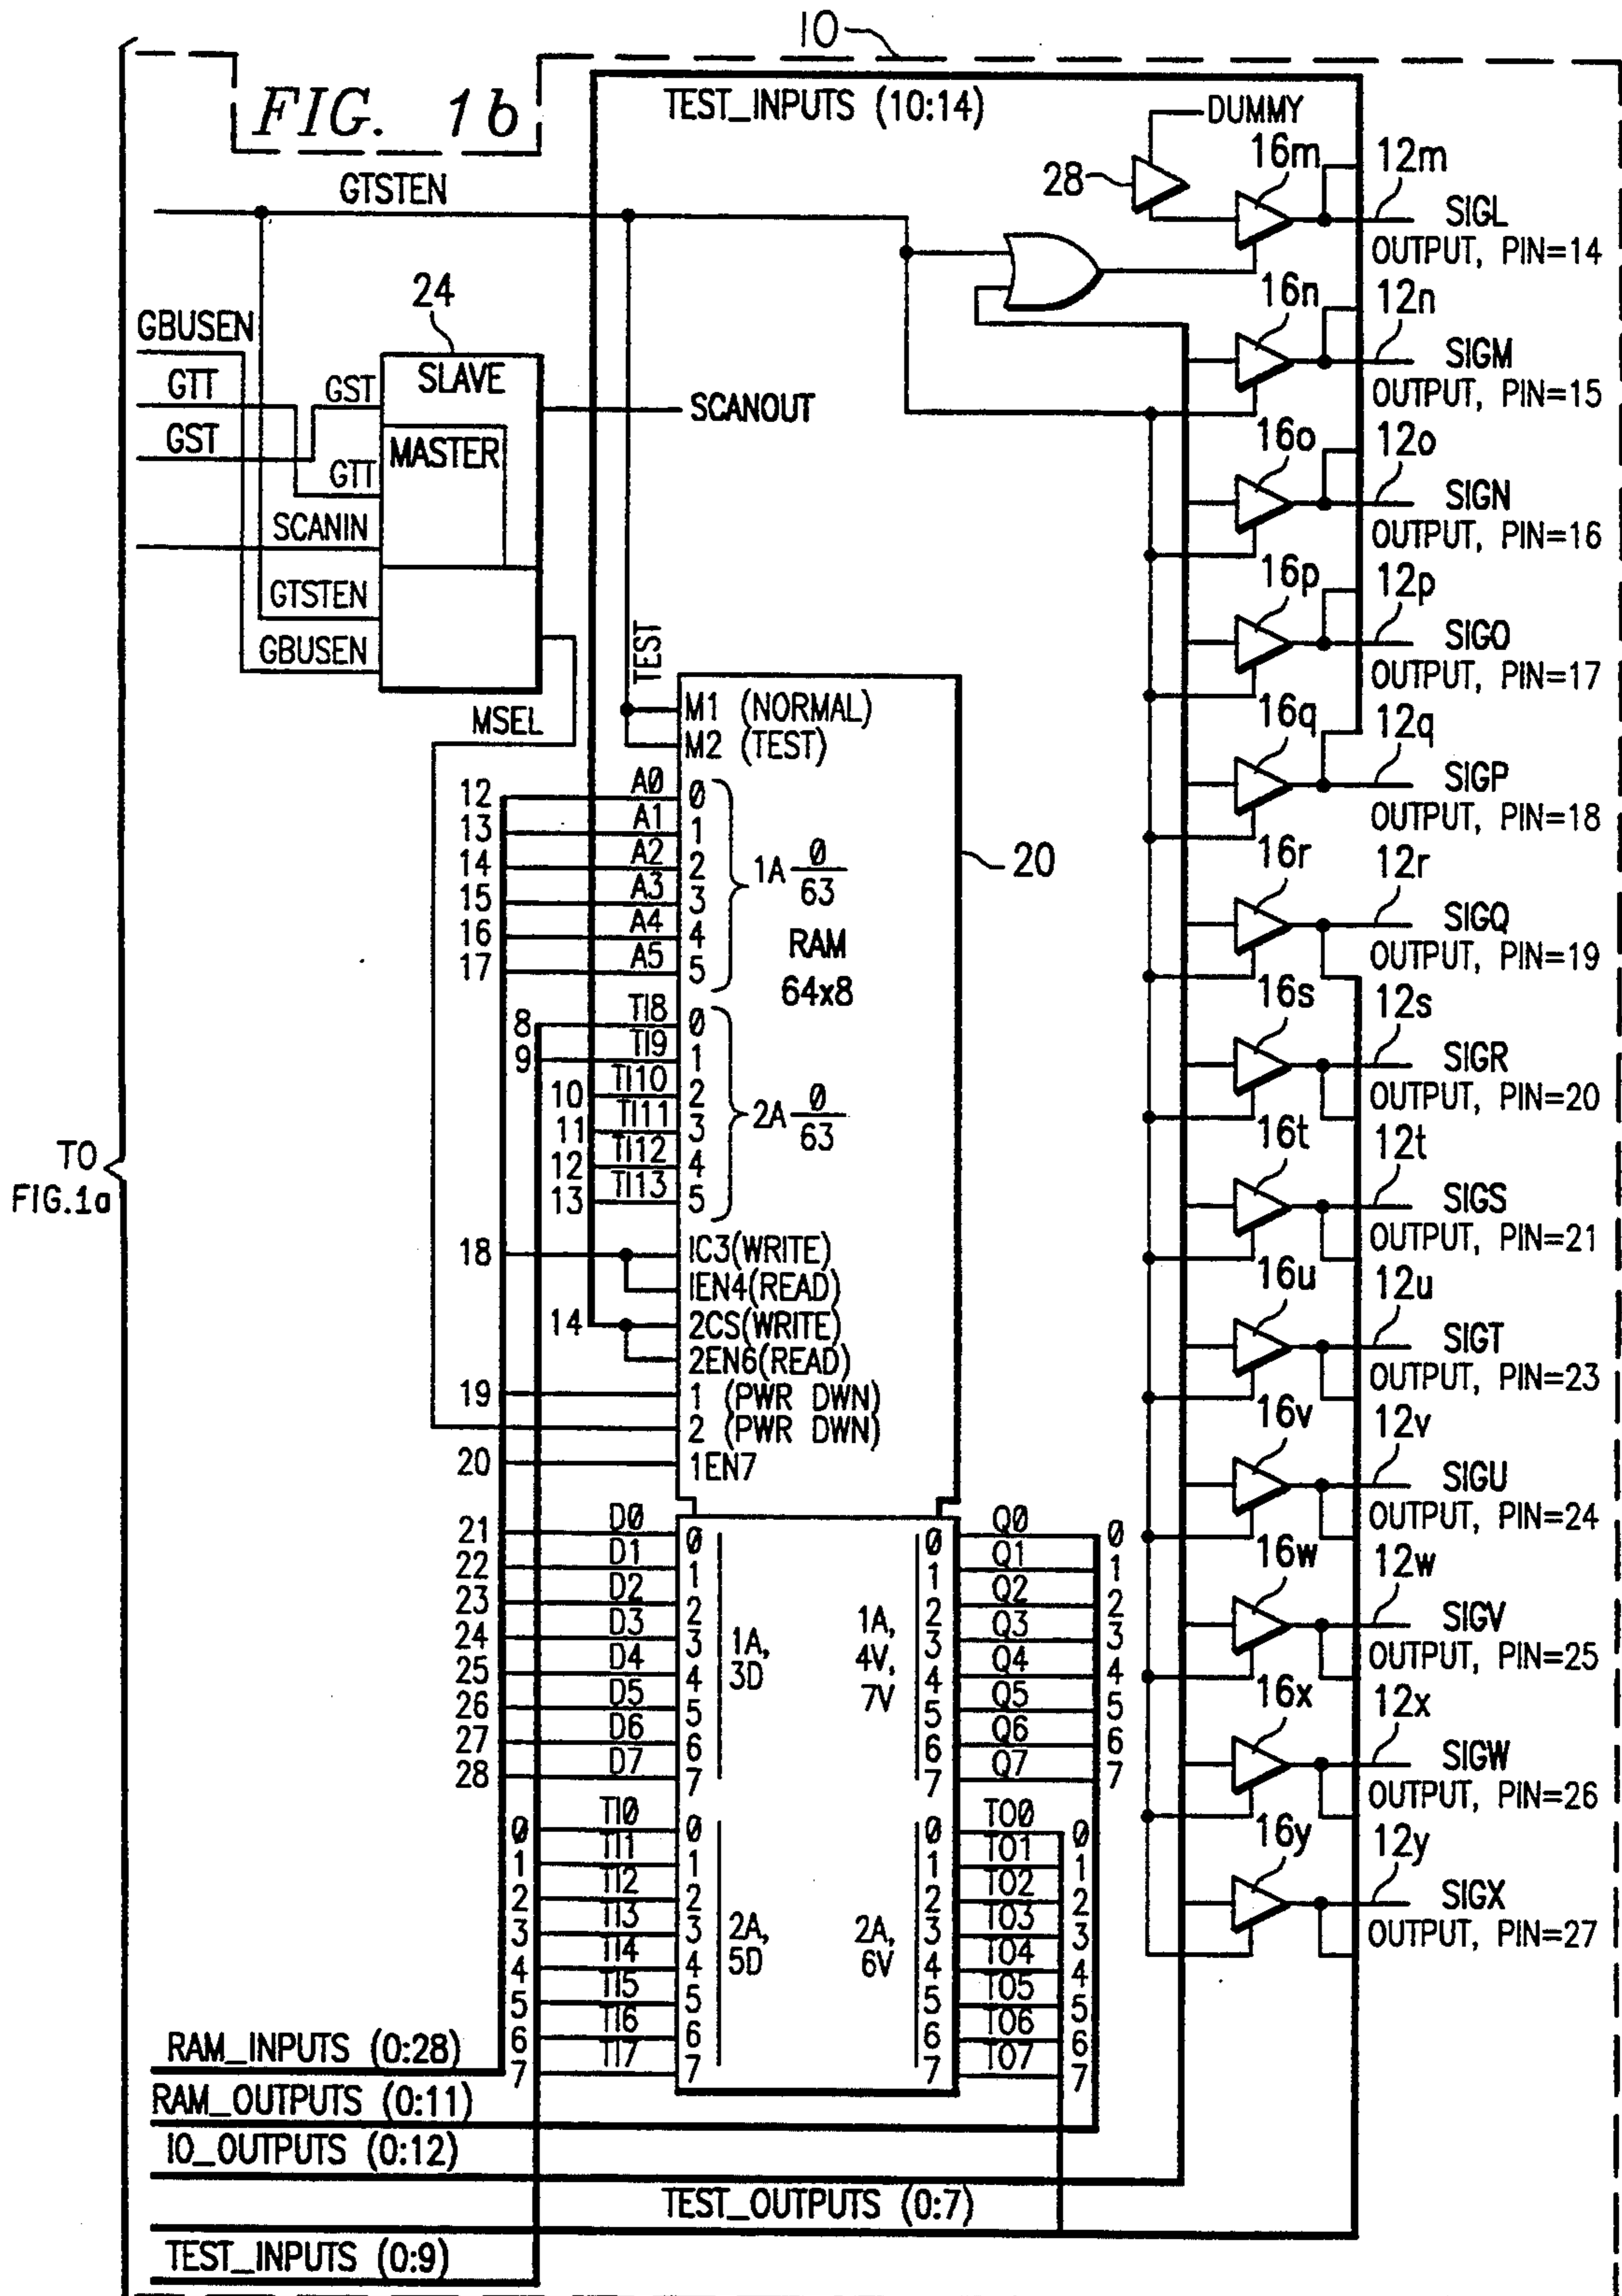 10
FIG. 1b
TEST_INPUTS (10:14)
DUMMY
28
16m
12m
SIGL
OUTPUT, PIN=14
GTSTEN
24
GBUSEN
GTT
GST
GST
GTT
SCANIN
GTSTEN
GBUSEN
SLAVE
MASTER
SCANOUT
MSEL
TEST
16n
12n
SIGM
OUTPUT, PIN=15
16o
12o
SIGN
OUTPUT, PIN=16
16p
12p
SIGO
OUTPUT, PIN=17
16q
12q
SIGP
OUTPUT, PIN=18
16r
12r
SIGQ
OUTPUT, PIN=19
16s
12s
SIGR
OUTPUT, PIN=20
16t
12t
SIGS
OUTPUT, PIN=21
16u
12u
SIGT
OUTPUT, PIN=23
16v
12v
SIGU
OUTPUT, PIN=24
16w
12w
SIGV
OUTPUT, PIN=25
16x
12x
SIGW
OUTPUT, PIN=26
16y
12y
SIGX
OUTPUT, PIN=27
M1 (NORMAL)
M2 (TEST)
12 A0 0
13 A1 1
14 A2 2
15 A3 3
16 A4 4
17 A5 5
1A 0
63
RAM
64x8
20
8 TI8 0
9 TI9 1
10 TI10 2
11 TI11 3
12 TI12 4
13 TI13 5
2A 0
63
TO
FIG.1a
18 IC3(WRITE)
IEN4(READ)
14 2CS(WRITE)
2EN6(READ)
19 1 (PWR DWN)
2 (PWR DWN)
20 1EN7
21 D0 0 0 Q0 0
22 D1 1 1 Q1 1
23 D2 2 2 Q2 2
24 D3 3 3 Q3 3
25 D4 4 4 Q4 4
26 D5 5 5 Q5 5
27 D6 6 6 Q6 6
28 D7 7 7 Q7 7
1A,
3D
1A,
4V,
7V
0 TI0 0 0 TO0 0
1 TI1 1 1 TO1 1
2 TI2 2 2 TO2 2
3 TI3 3 3 TO3 3
4 TI4 4 4 TO4 4
5 TI5 5 5 TO5 5
6 TI6 6 6 TO6 6
7 TI7 7 7 TO7 7
2A,
5D
2A,
6V
RAM_INPUTS (0:28)
RAM_OUTPUTS (0:11)
IO_OUTPUTS (0:12)
TEST_OUTPUTS (0:7)
TEST_INPUTS (0:9)